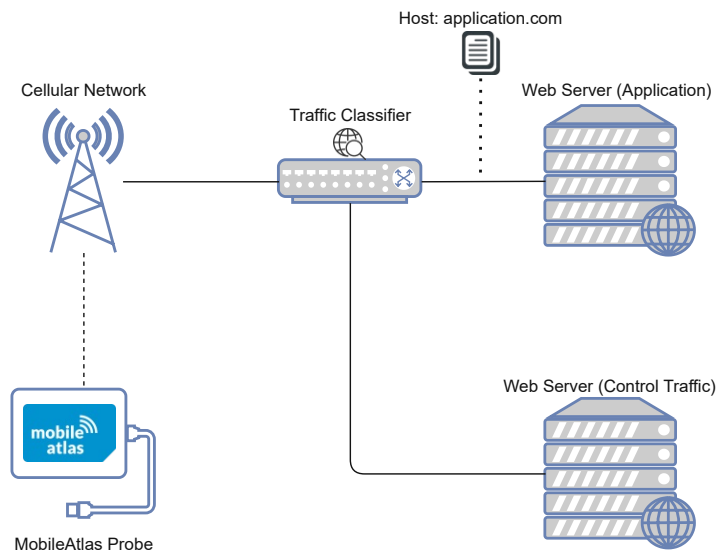 Host: application.com
Cellular Network
Traffic Classifier
Web Server (Application)
Web Server (Control Traffic)
mobile
atlas
MobileAtlas Probe